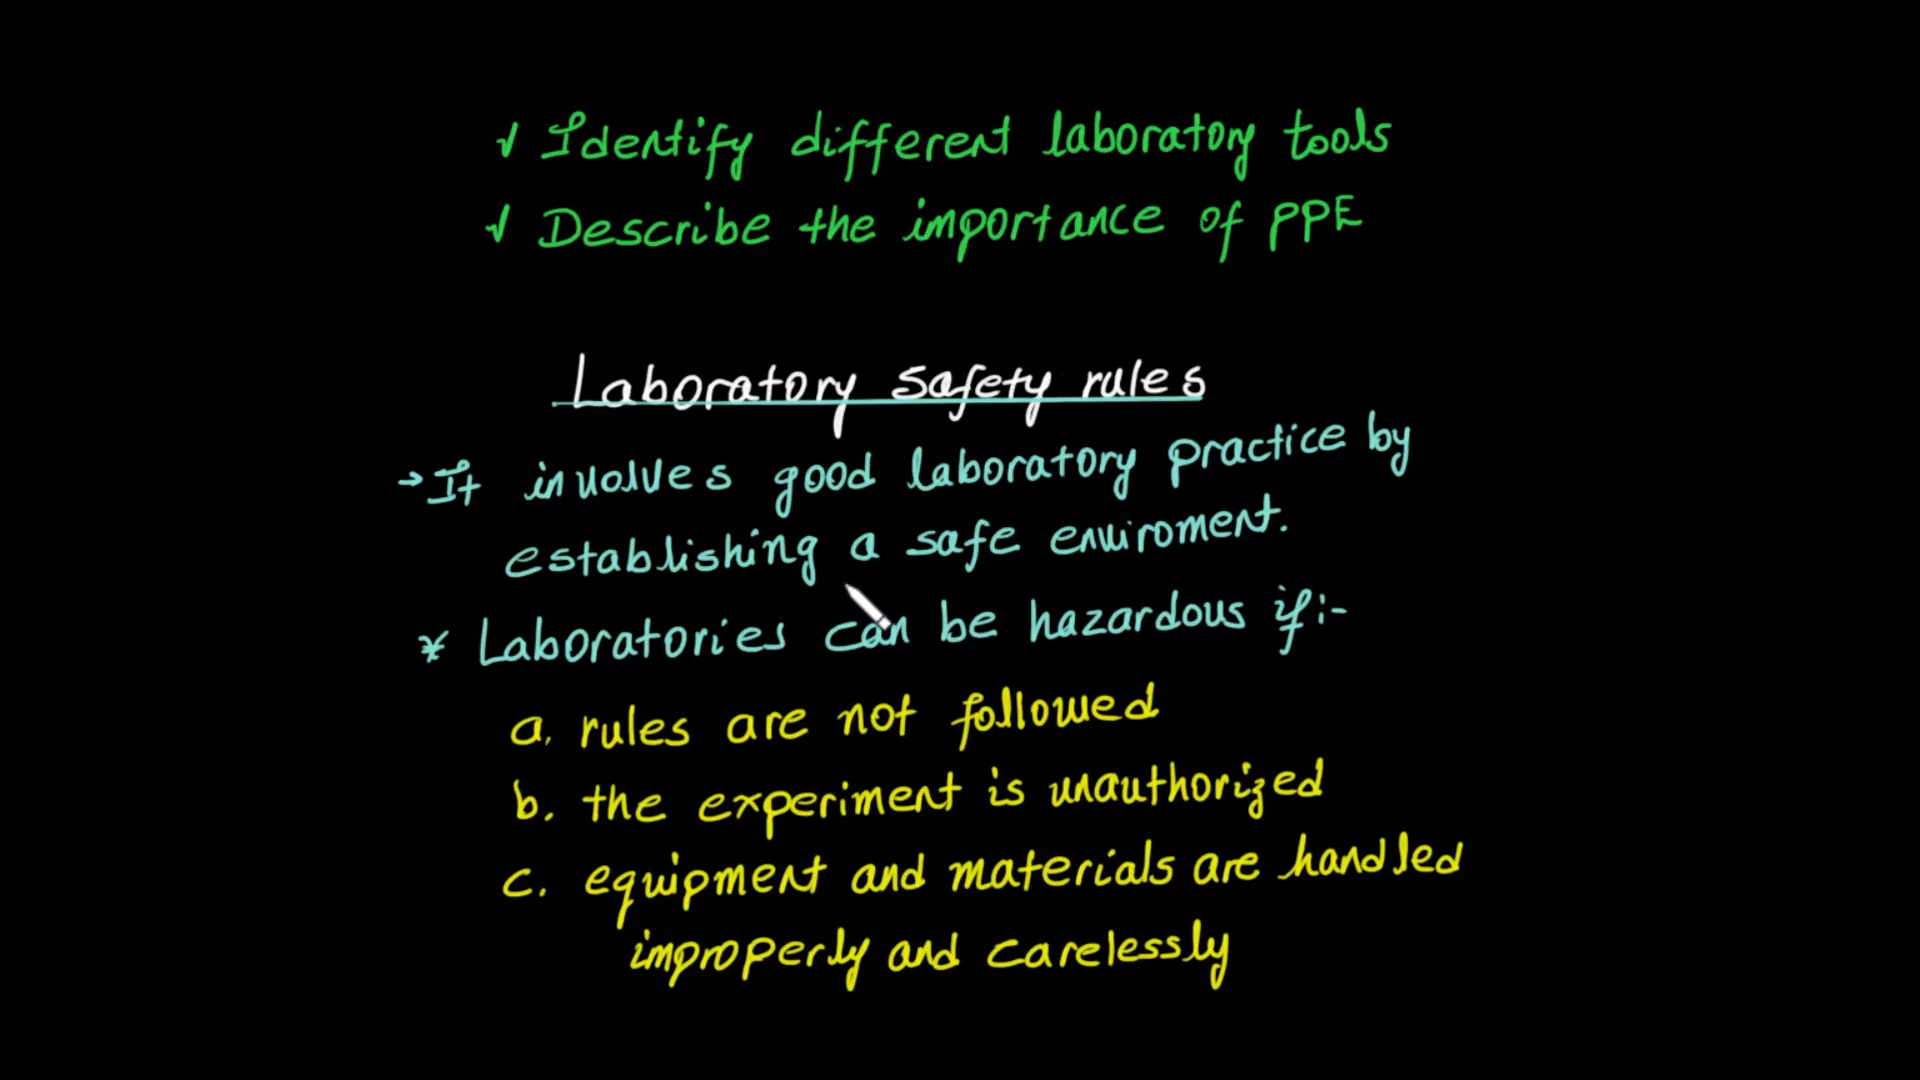 ✓ Identify different laboratory tools
✓ Describe the importance of PPE
Laboratory safety rules
→ It involves good laboratory practice by
establishing a safe enviroment.
* Laboratories can be hazardous if:-
a. rules are not followed
b. the experiment is unauthorized
c. equipment and materials are handled
improperly and carelessly